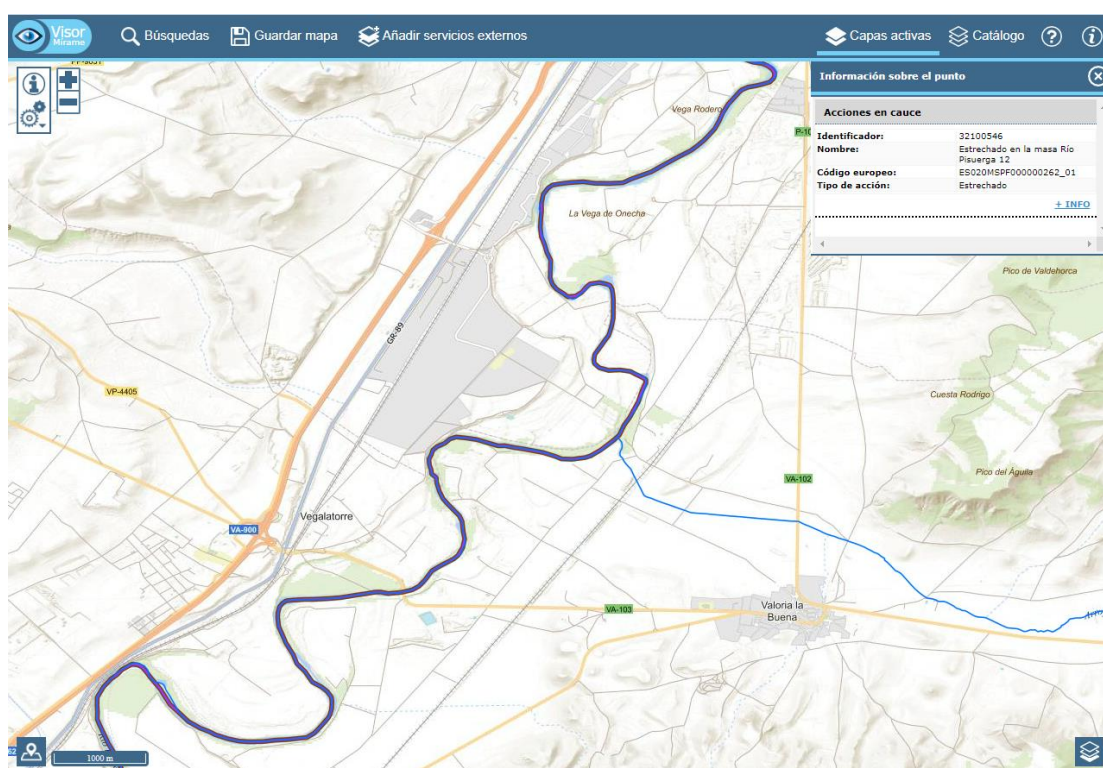 Visor
Mírame
Búsquedas
Guardar mapa
Añadir servicios externos
Capas activas
Catálogo
Información sobre el punto
Acciones en cauce
Identificador: 32100546
Nombre: Estrechado en la masa Río
Pisuerga 12
Código europeo: ES020MSPF000000262_01
Tipo de acción: Estrechado
+ INFO
Vega Rodero
La Vega de Onecha
Pico de Valdehorca
GR-89
VP-4405
Cuesta Rodrigo
Pico del Águila
VA-102
Vegalatorre
VA-900
Valoria la
Buena
VA-103
1000 m